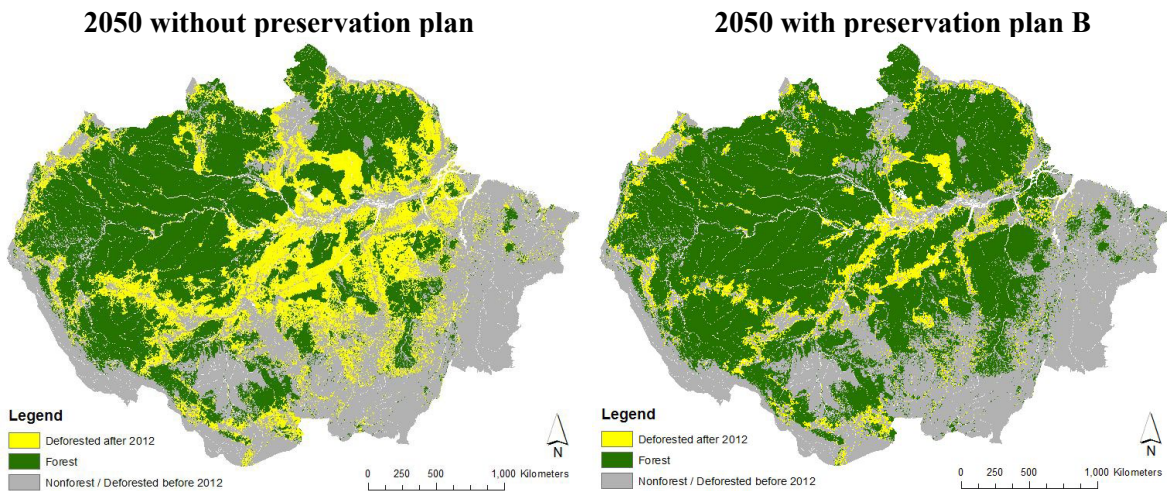 2050 without preservation plan
Legend
Deforested after 2012
Forest
Nonforest / Deforested before 2012
N
0 250 500 1,000 Kilometers
2050 with preservation plan B
Legend
Deforested after 2012
Forest
Nonforest / Deforested before 2012
N
0 250 500 1,000 Kilometers